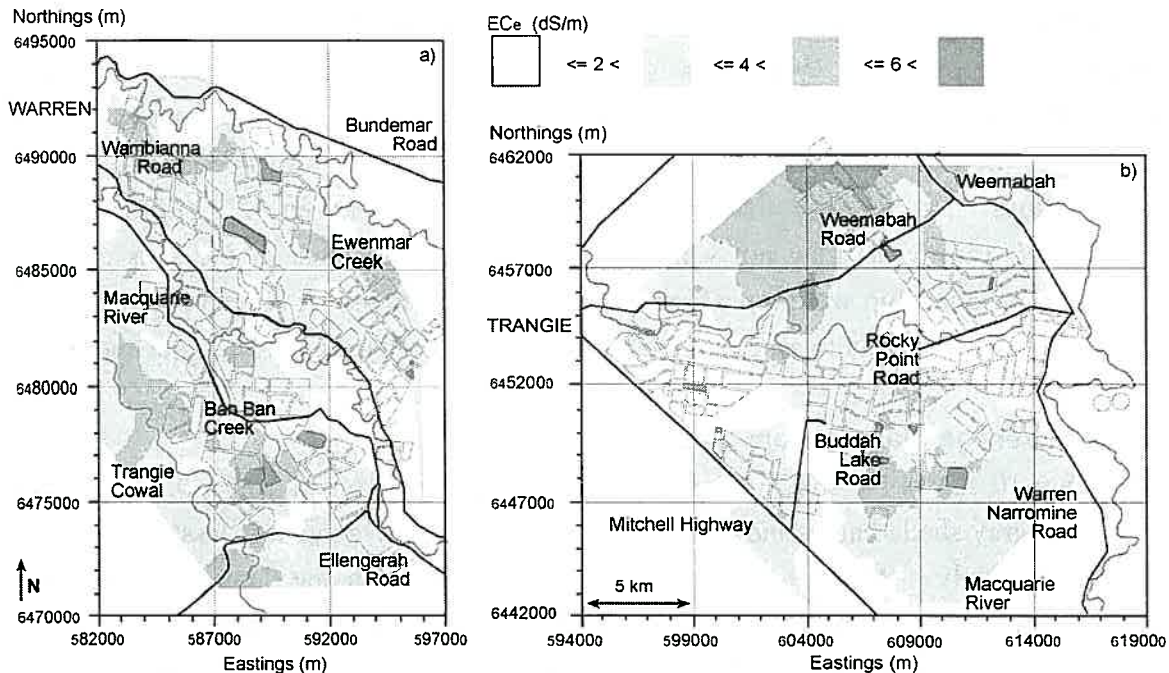 Northings (m)
6495000
WARREN
6490000
6485000
6480000
6475000
6470000
582000
587000
592000
597000
Eastings (m)
a)
Bundemar
Road
Wambianna
Road
Ewenmar
Creek
Macquarie
River
Ban Ban
Creek
Trangie
Cowal
Ellengerah
Road
N
ECe (dS/m)
<= 2 <
<= 4 <
<= 6 <
Northings (m)
6462000
6457000
TRANGIE
6452000
6447000
6442000
594000
599000
604000
609000
614000
619000
Eastings (m)
b)
Weemabah
Weemabah
Road
Rocky
Point
Road
Buddah
Lake
Road
Mitchell Highway
Warren
Narromine
Road
Macquarie
River
5 km